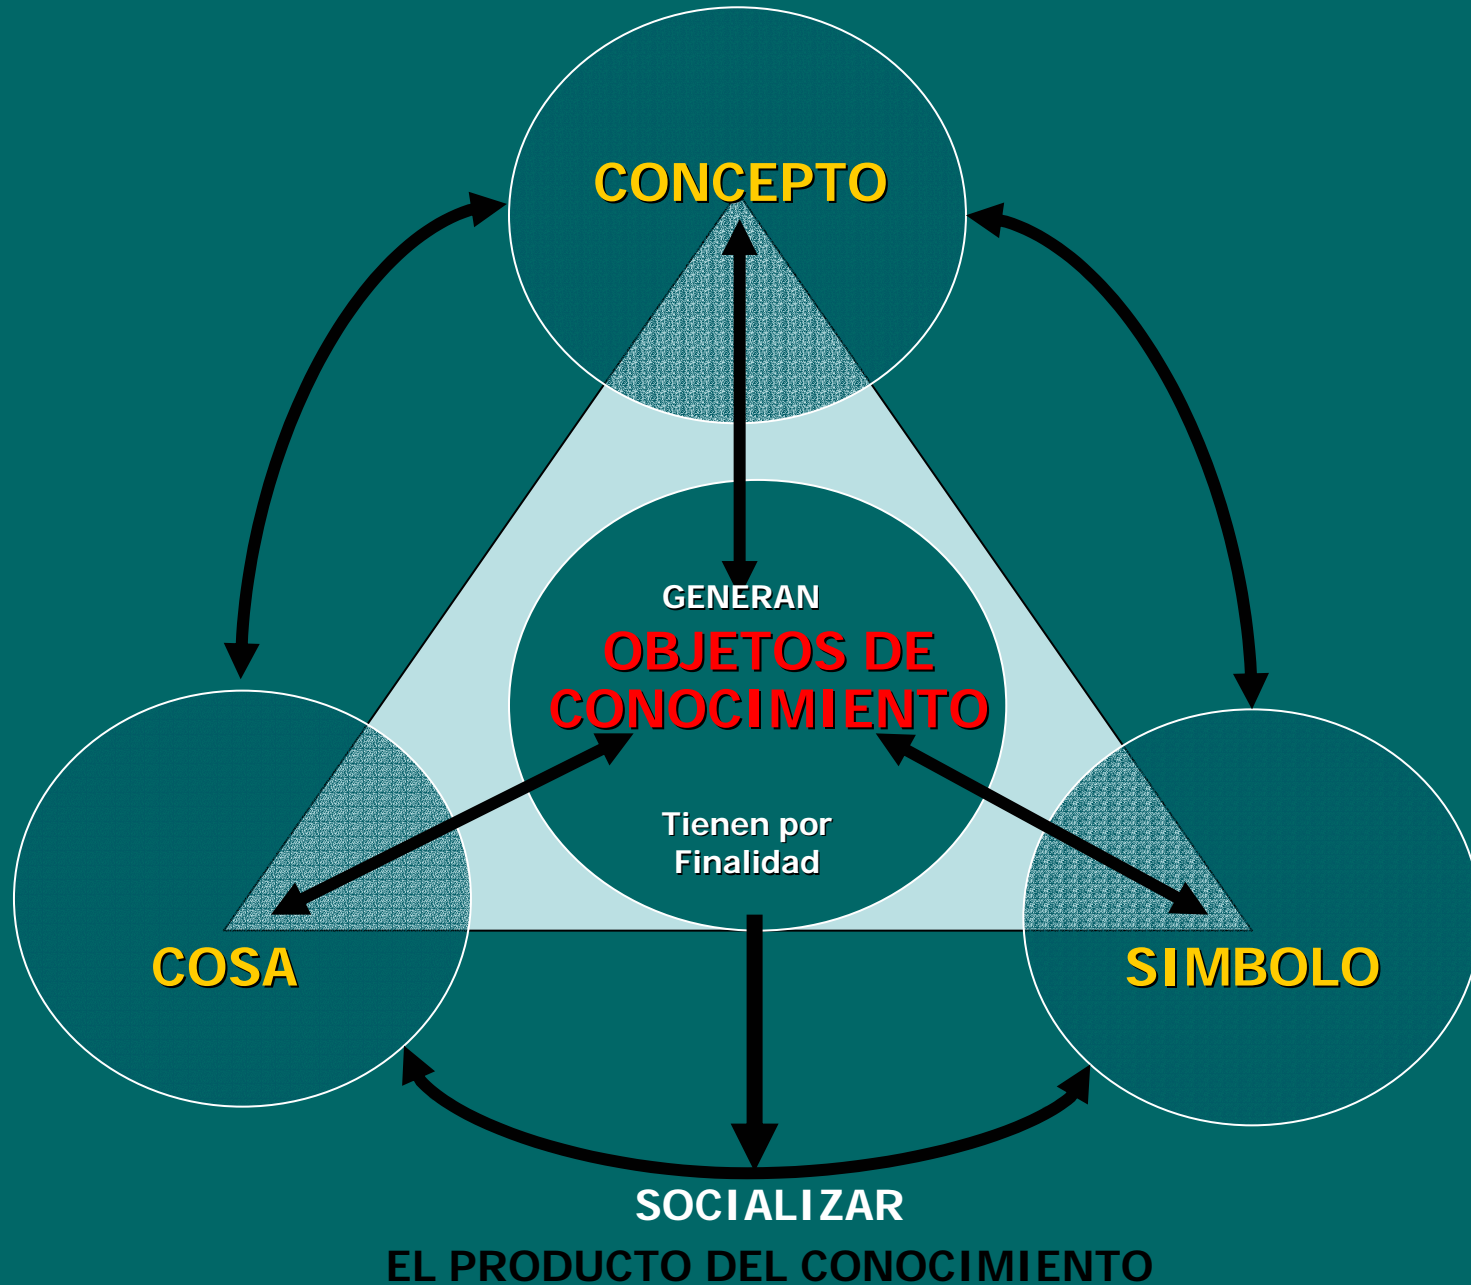 CONCEPTO
GENERAN
OBJETOS DE
CONOCIMIENTO
Tienen por
Finalidad
COSA
SIMBOLO
SOCIALIZAR
EL PRODUCTO DEL CONOCIMIENTO